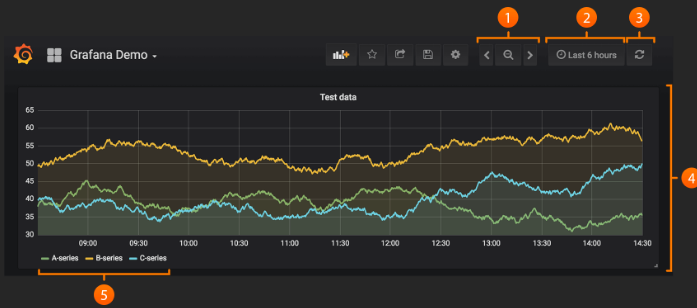 1 2 3
Grafana Demo
Last 6 hours
Test data
65
60
55
50
45
40
35
30
09:00 09:30 10:00 10:30 11:00 11:30 12:00 12:30 13:00 13:30 14:00 14:30
A-series B-series C-series
4
5